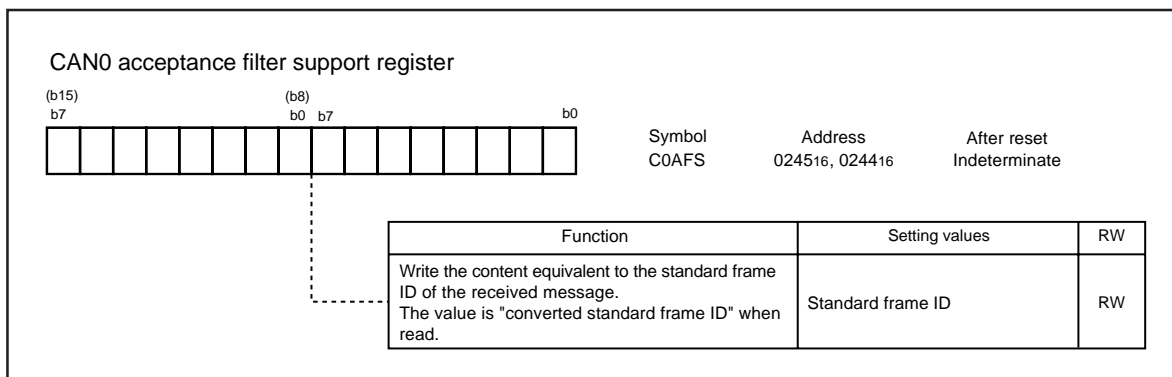 CAN0 acceptance filter support register
(b15) (b8)
b7 b0 b7 b0
Symbol Address After reset
C0AFS 024516, 024416 Indeterminate
Function Setting values RW
Write the content equivalent to the standard frame
ID of the received message.
The value is "converted standard frame ID" when
read.
Standard frame ID RW